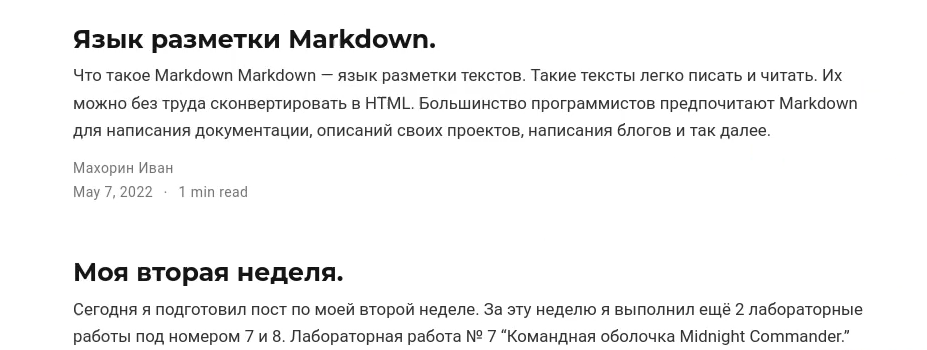 Язык разметки Markdown.
Что такое Markdown Markdown — язык разметки текстов. Такие тексты легко писать и читать. Их
можно без труда сконвертировать в HTML. Большинство программистов предпочитают Markdown
для написания документации, описаний своих проектов, написания блогов и так далее.
Махорин Иван
May 7, 2022 · 1 min read
Моя вторая неделя.
Сегодня я подготовил пост по моей второй неделе. За эту неделю я выполнил ещё 2 лабораторные
работы под номером 7 и 8. Лабораторная работа № 7 “Командная оболочка Midnight Commander.”